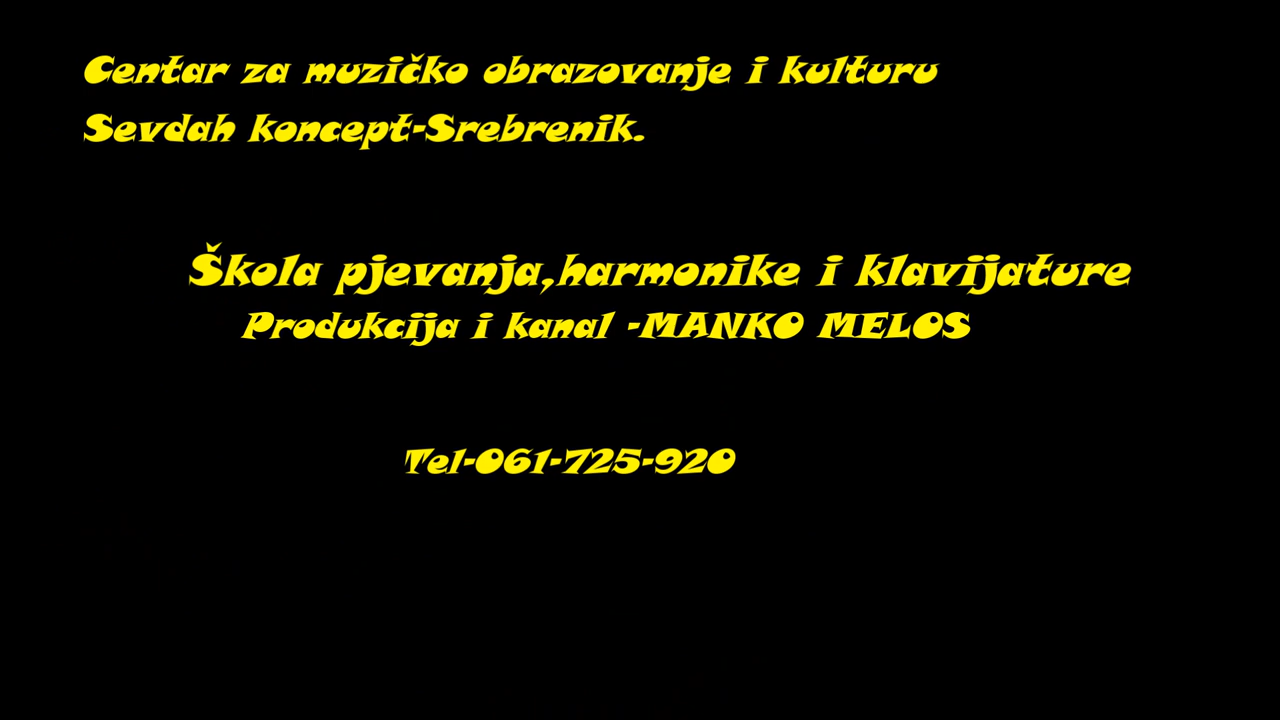 Centar za muzičko obrazovanje i kulturu
Sevdah koncept-Srebrenik.
Škola pjevanja,harmonike i klavijature
Produkcija i kanal -MANKO MELOS
Tel-061-725-920